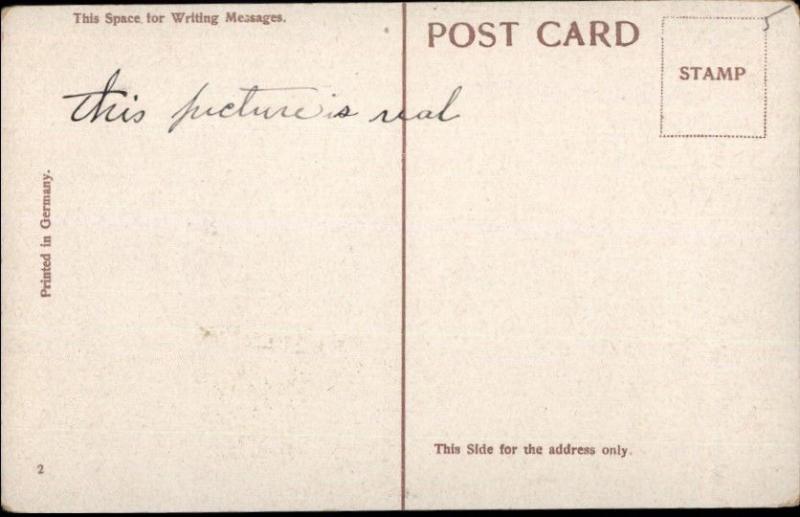 This Space for Writing Messages.
POST CARD
STAMP
5
this picture is real
Printed in Germany.
This Side for the address only.
2